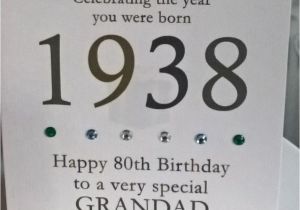 Celebrating the year
you were born
1938
Happy 80th Birthday
to a very special
GRANDAD